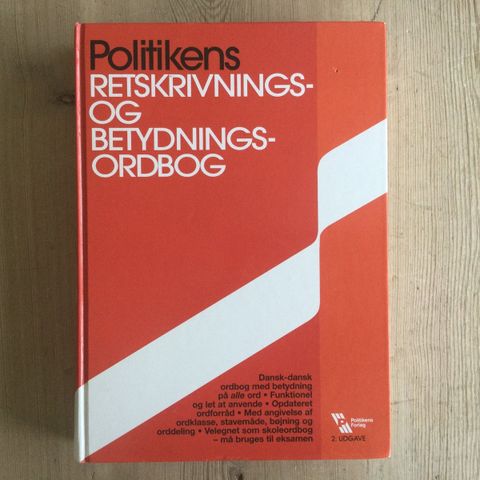 Politikens
RETSKRIVNINGS-
OG
BETYDNINGS-
ORDBOG
Dansk-dansk
ordbog med betydning
på alle ord • Funktionel
og let at anvende • Opdateret
ordforråd • Med angivelse af
ordklasse, stavemåde, bøjning og
orddeling • Velegnet som skoleordbog
– må bruges til eksamen
Politikens
Forlag
2. UDGAVE